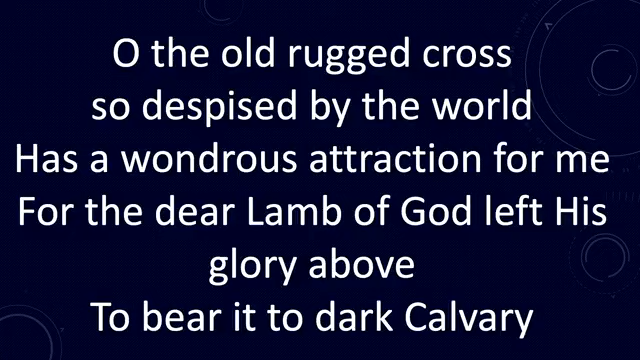 O the old rugged cross
so despised by the world
Has a wondrous attraction for me
For the dear Lamb of God left His
glory above
To bear it to dark Calvary